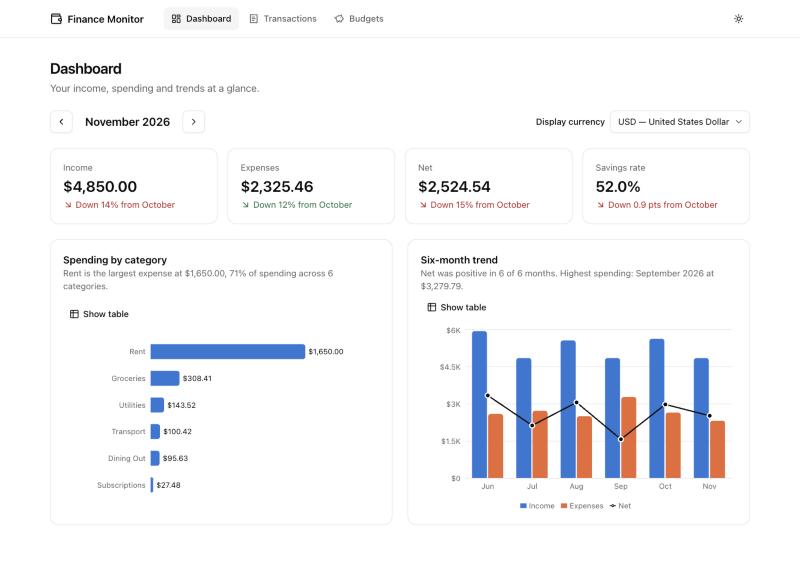 Finance Monitor
Dashboard
Transactions
Budgets
Dashboard
Your income, spending and trends at a glance.
November 2026
Display currency
USD — United States Dollar
Income
$4,850.00
Down 14% from October
Expenses
$2,325.46
Down 12% from October
Net
$2,524.54
Down 15% from October
Savings rate
52.0%
Down 0.9 pts from October
Spending by category
Rent is the largest expense at $1,650.00, 71% of spending across 6
categories.
Show table
Rent $1,650.00
Groceries $308.41
Utilities $143.52
Transport $100.42
Dining Out $95.63
Subscriptions $27.48
Six-month trend
Net was positive in 6 of 6 months. Highest spending: September 2026 at
$3,279.79.
Show table
$6K
$4.5K
$3K
$1.5K
$0
Jun Jul Aug Sep Oct Nov
Income Expenses Net